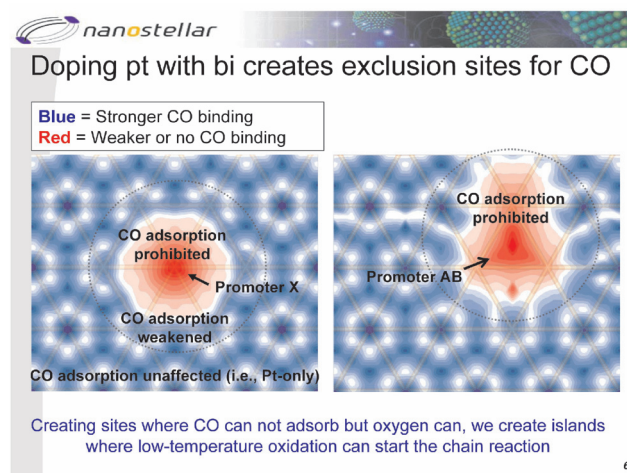 nanostellar
Doping pt with bi creates exclusion sites for CO
Blue = Stronger CO binding
Red = Weaker or no CO binding
CO adsorption
prohibited
Promoter X
CO adsorption
weakened
CO adsorption unaffected (i.e., Pt-only)
CO adsorption
prohibited
Promoter AB
Creating sites where CO can not adsorb but oxygen can, we create islands
where low-temperature oxidation can start the chain reaction
6